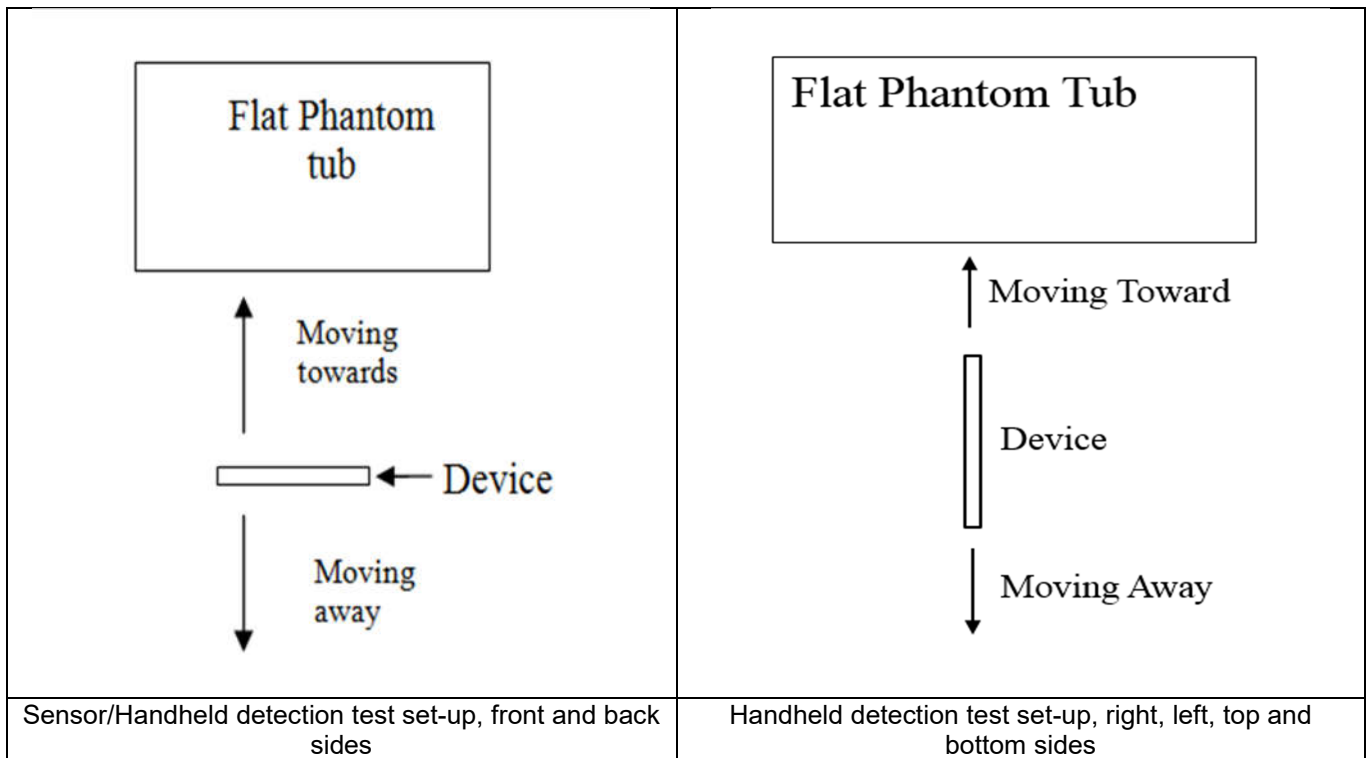 Flat Phantom
tub
Moving
towards
Device
Moving
away
Sensor/Handheld detection test set-up, front and back
sides
Flat Phantom Tub
Moving Toward
Device
Moving Away
Handheld detection test set-up, right, left, top and
bottom sides